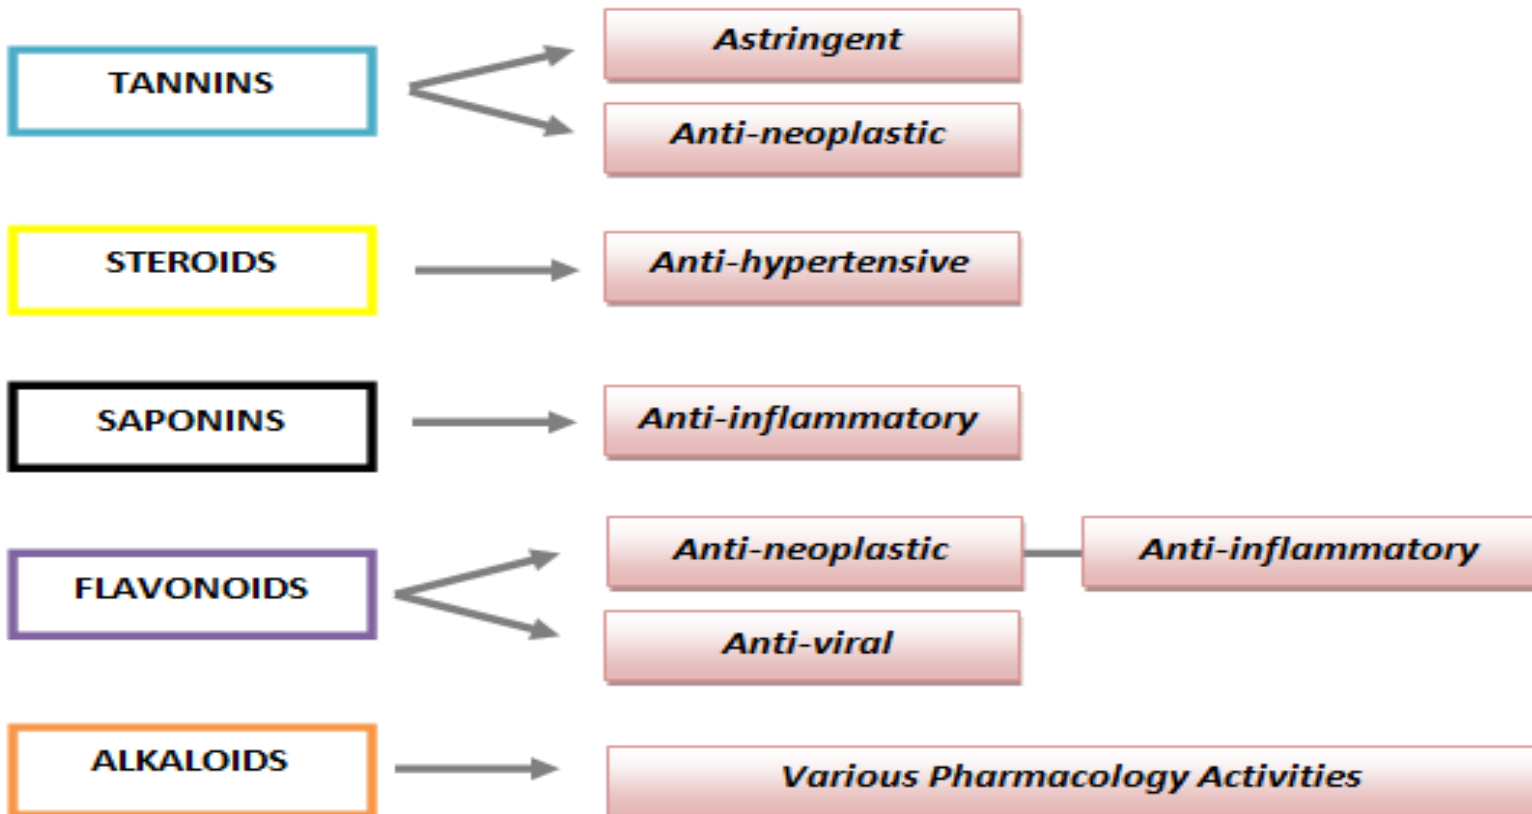 TANNINS
Astringent
Anti-neoplastic
STEROIDS
Anti-hypertensive
SAPONINS
Anti-inflammatory
FLAVONOIDS
Anti-neoplastic
Anti-inflammatory
Anti-viral
ALKALOIDS
Various Pharmacology Activities